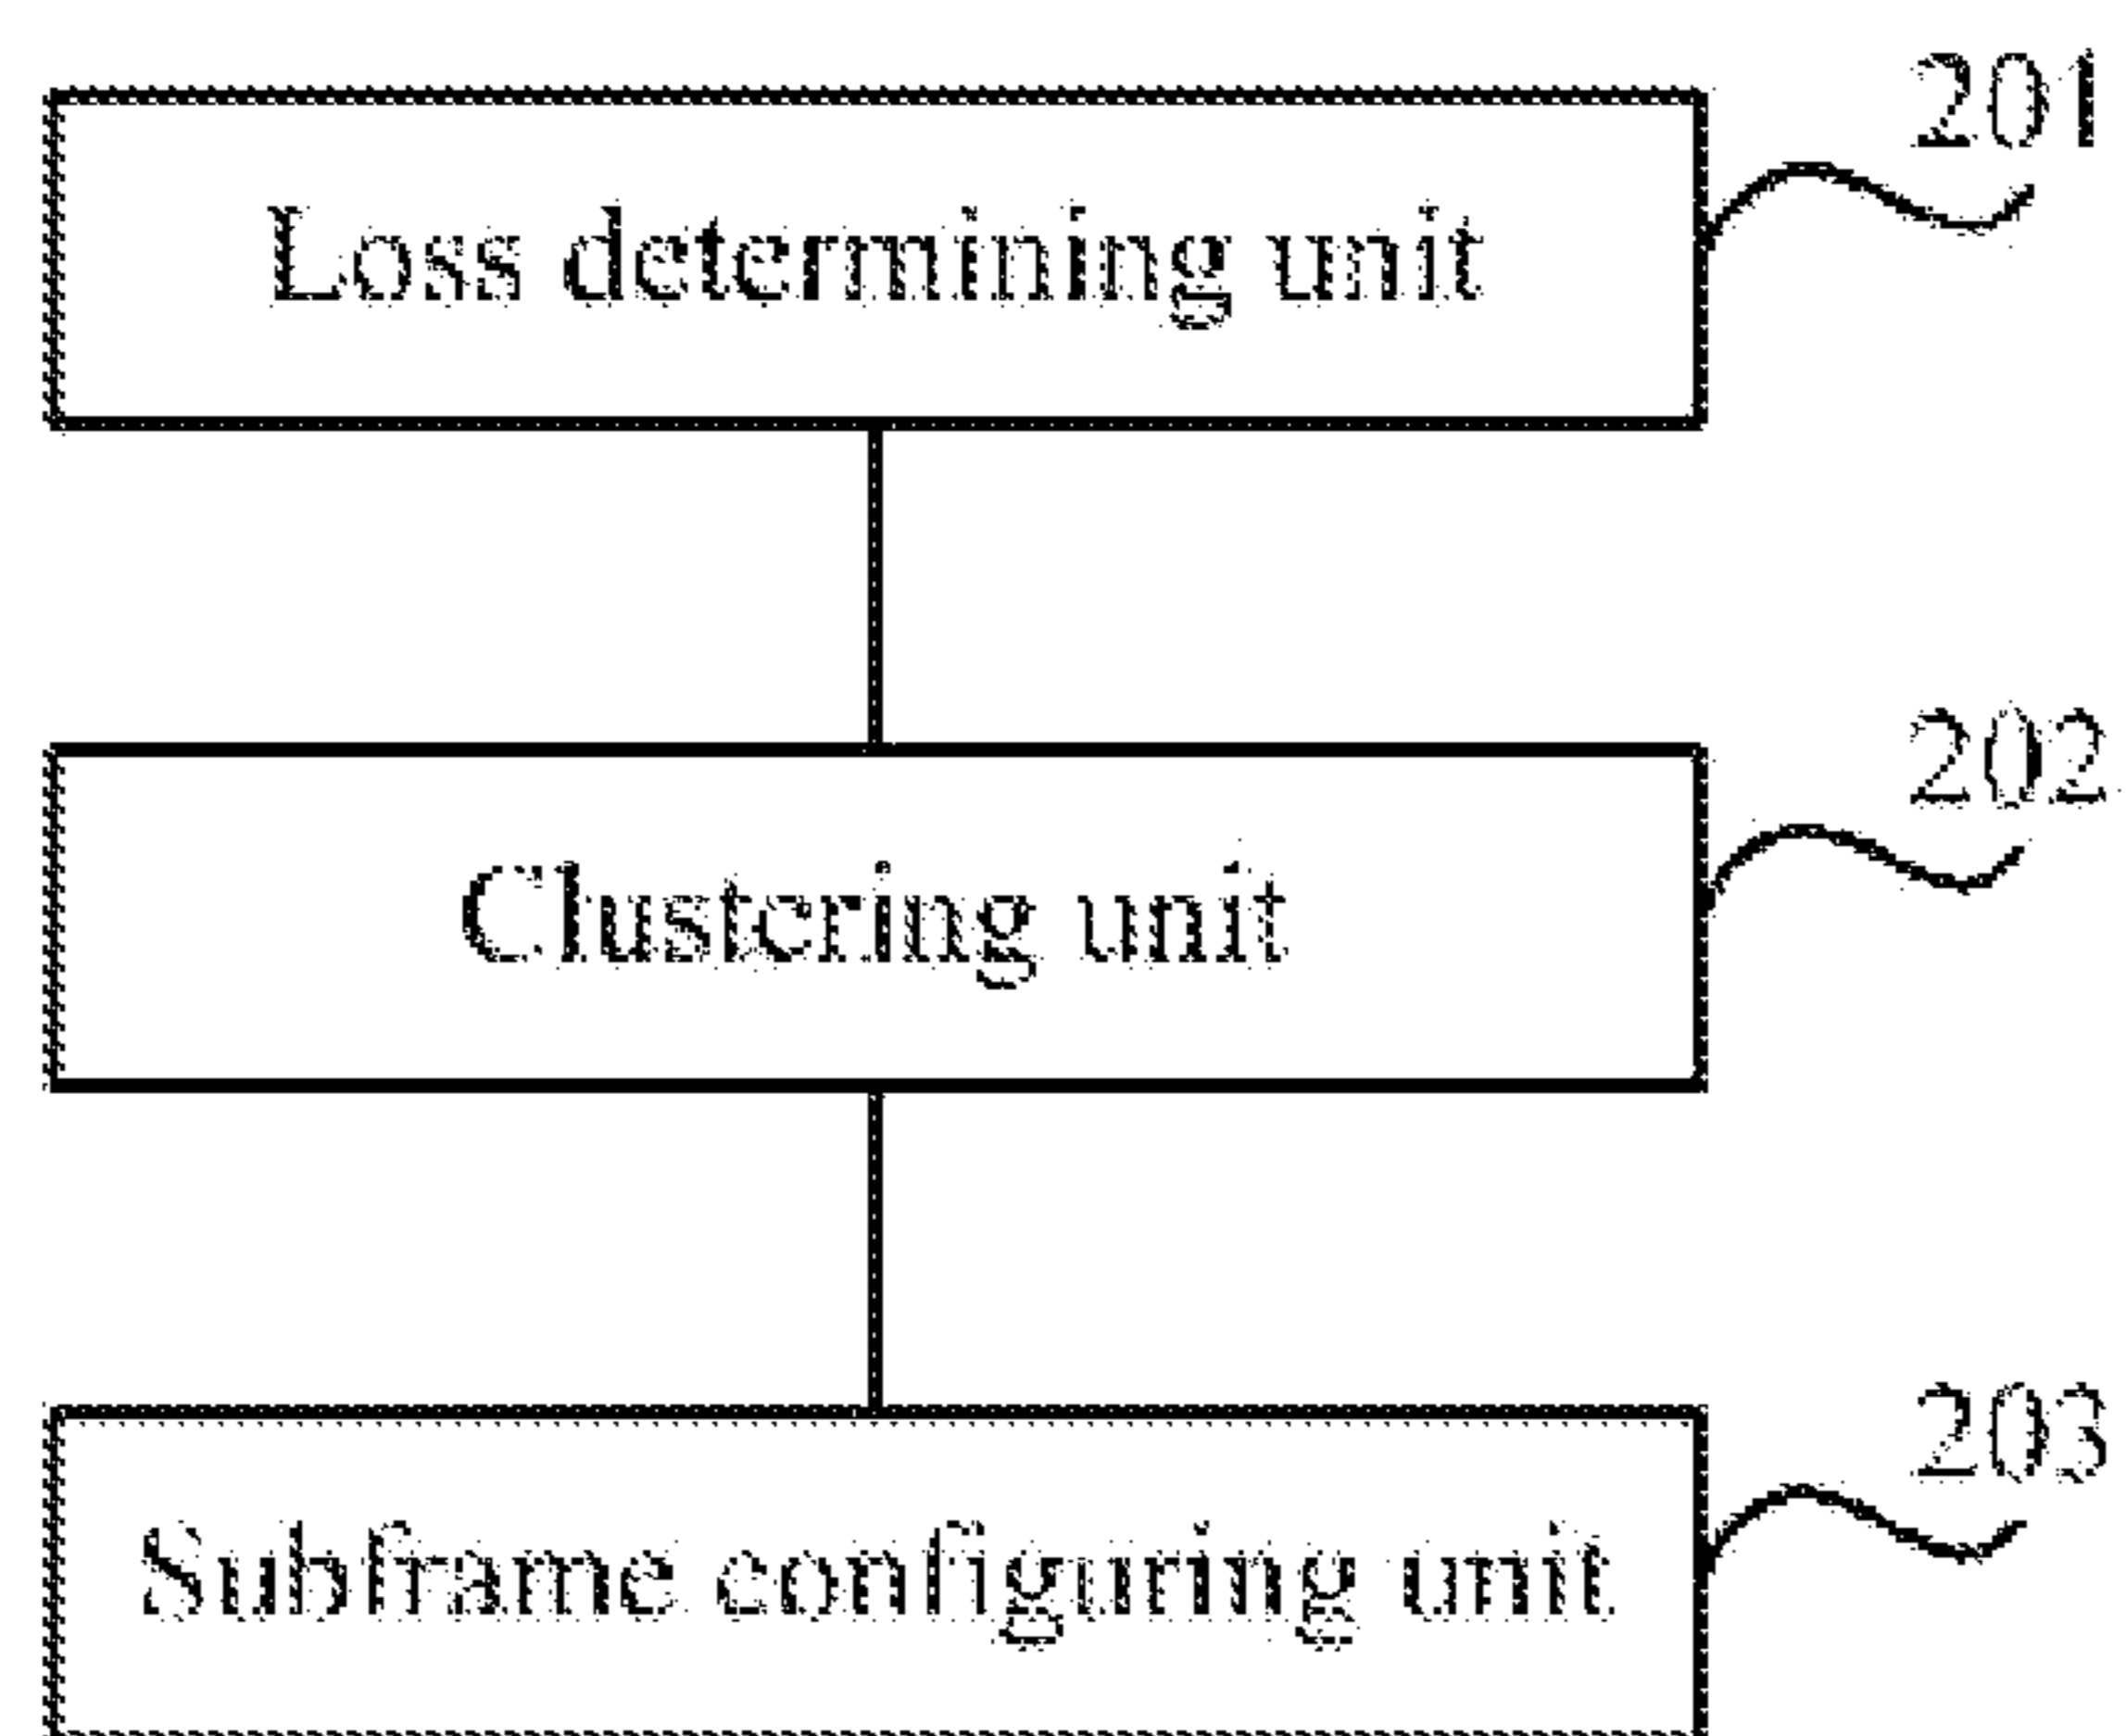 201
Loss determining unit
202
Clustering unit
203
Subframe configuring unit